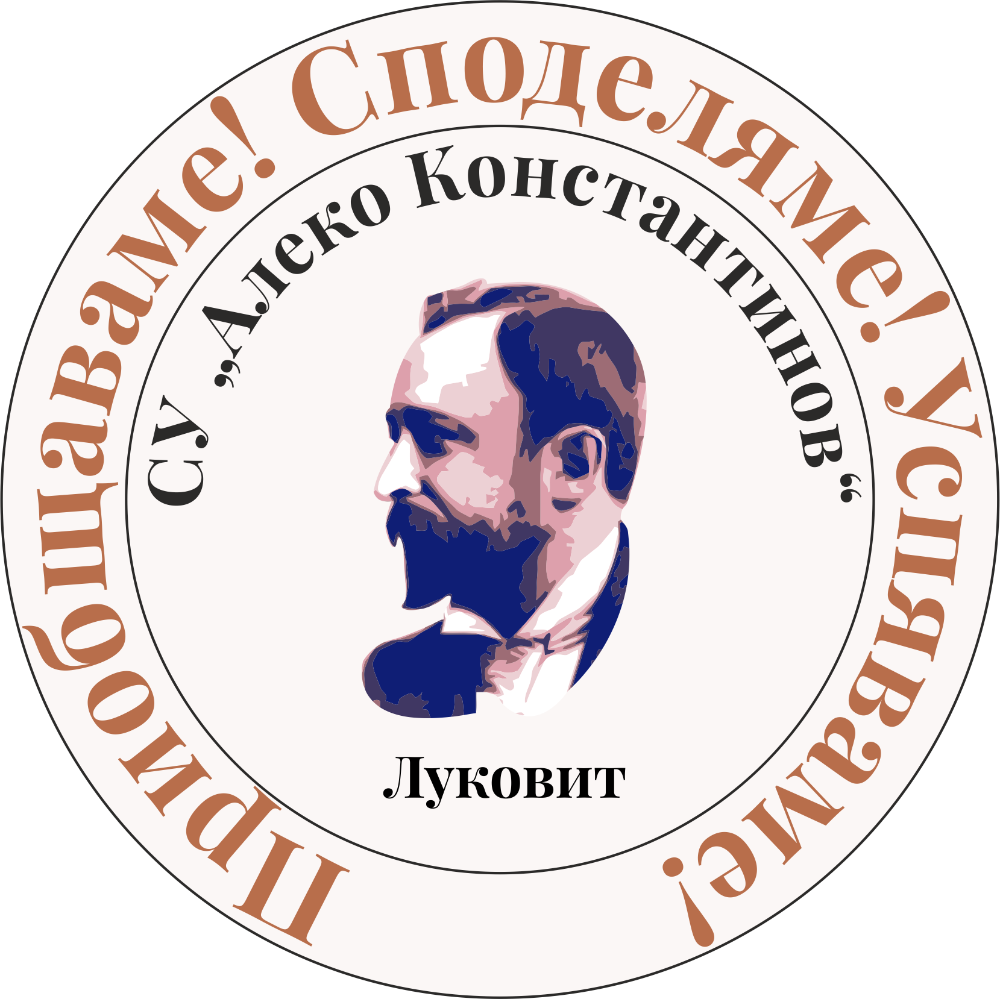 Приобщаваме! Споделяме! Успяваме!
СУ „Алеко Константинов“
Луковит